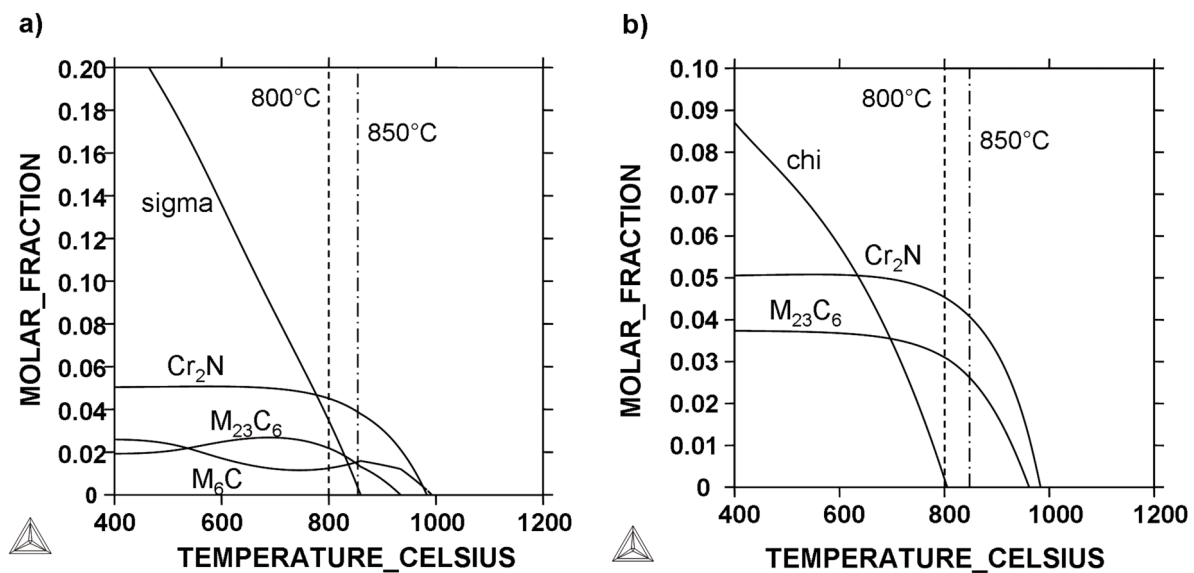 a)
MOLAR_FRACTION
0.20
0.18
0.16
0.14
0.12
0.10
0.08
0.06
0.04
0.02
0
800°C
850°C
sigma
Cr₂N
M₂₃C₆
M₆C
400
600
800
1000
1200
TEMPERATURE_CELSIUS
b)
MOLAR_FRACTION
0.10
0.09
0.08
0.07
0.06
0.05
0.04
0.03
0.02
0.01
0
800°C
850°C
chi
Cr₂N
M₂₃C₆
400
600
800
1000
1200
TEMPERATURE_CELSIUS